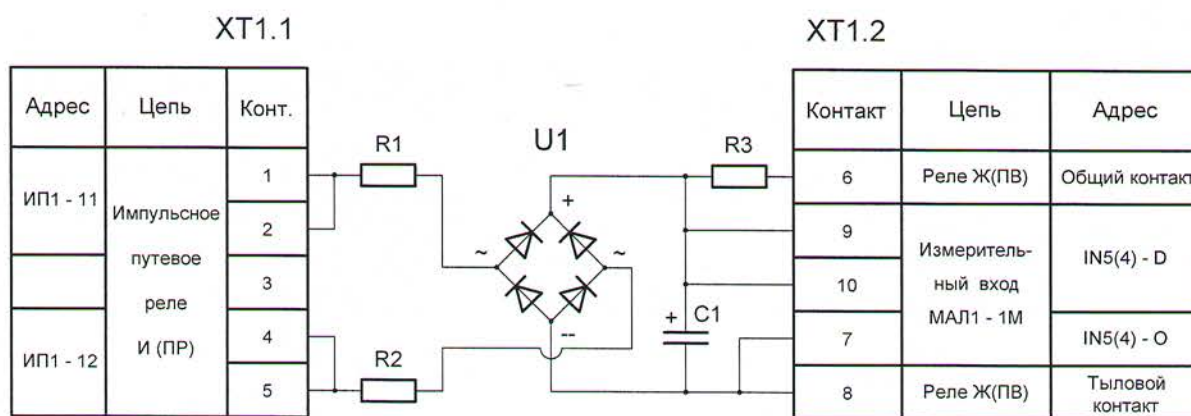 XT1.1
XT1.2
Адрес Цепь Конт.
ИП1 - 11
ИП1 - 12
Импульсное
путевое
реле
И (ПР)
1
2
3
4
5
R1
R2
U1
+
~
~
--
R3
+
C1
Контакт Цепь Адрес
6 Реле Ж(ПВ) Общий контакт
9
10
7
Измеритель-
ный вход
МАЛ1 - 1М
IN5(4) - D
IN5(4) - O
8 Реле Ж(ПВ) Тыловой
контакт